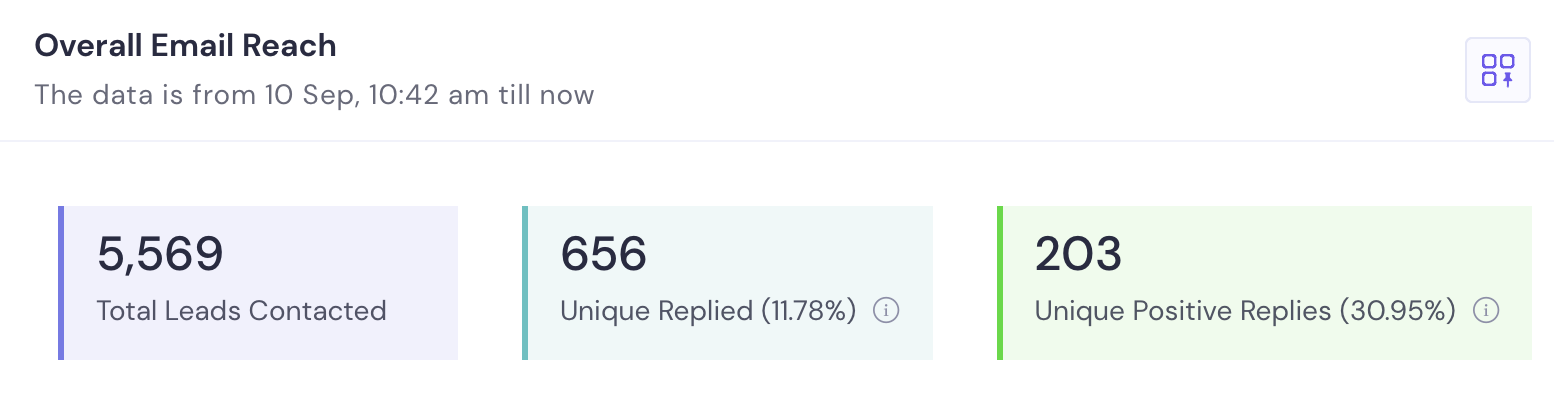 Overall Email Reach
The data is from 10 Sep, 10:42 am till now
5,569
Total Leads Contacted
656
Unique Replied (11.78%)
203
Unique Positive Replies (30.95%)